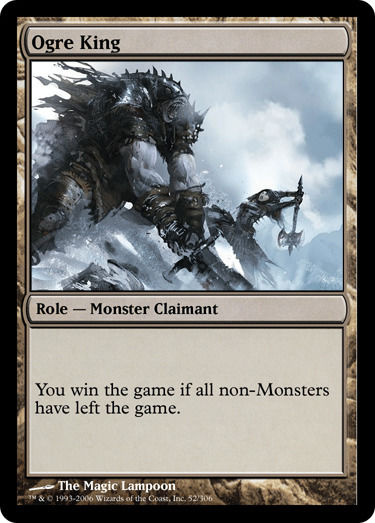 Ogre King
Role — Monster Claimant
You win the game if all non-Monsters
have left the game.
The Magic Lampoon
™ & © 1993-2006 Wizards of the Coast, Inc. 52/306